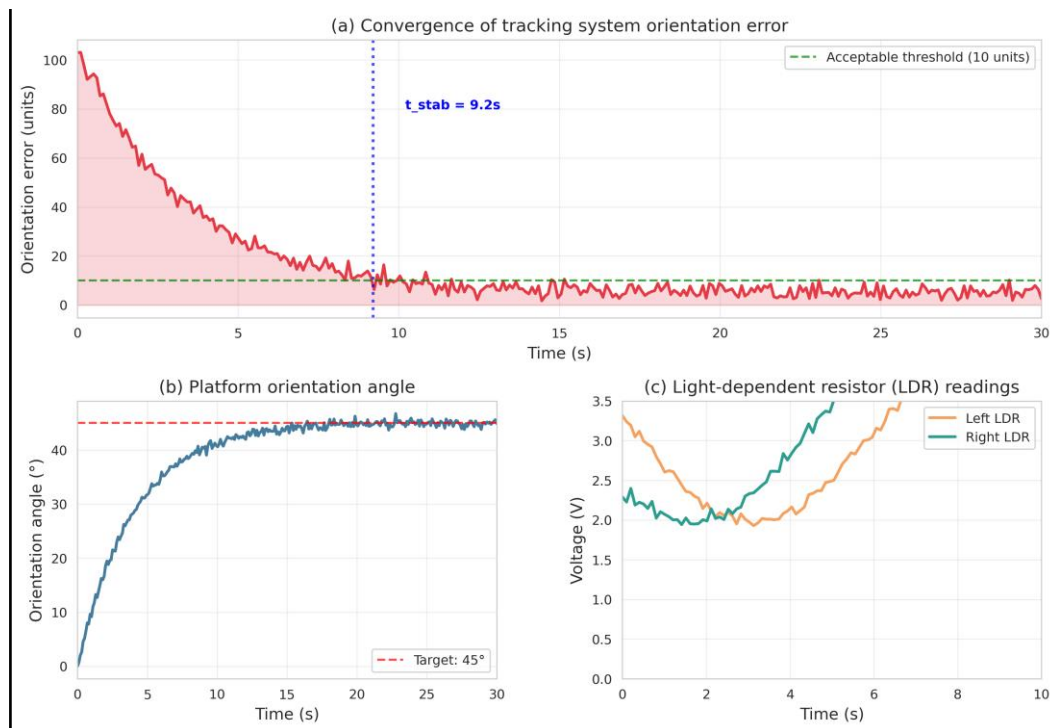 (a) Convergence of tracking system orientation error
Orientation error (units)
100
80
60
40
20
0
Acceptable threshold (10 units)
t_stab = 9.2s
0 5 10 15 20 25 30
Time (s)
(b) Platform orientation angle
Orientation angle (°)
40
30
20
10
0
Target: 45°
0 5 10 15 20 25 30
Time (s)
(c) Light-dependent resistor (LDR) readings
Voltage (V)
3.5
3.0
2.5
2.0
1.5
1.0
0.5
0.0
Left LDR
Right LDR
0 2 4 6 8 10
Time (s)